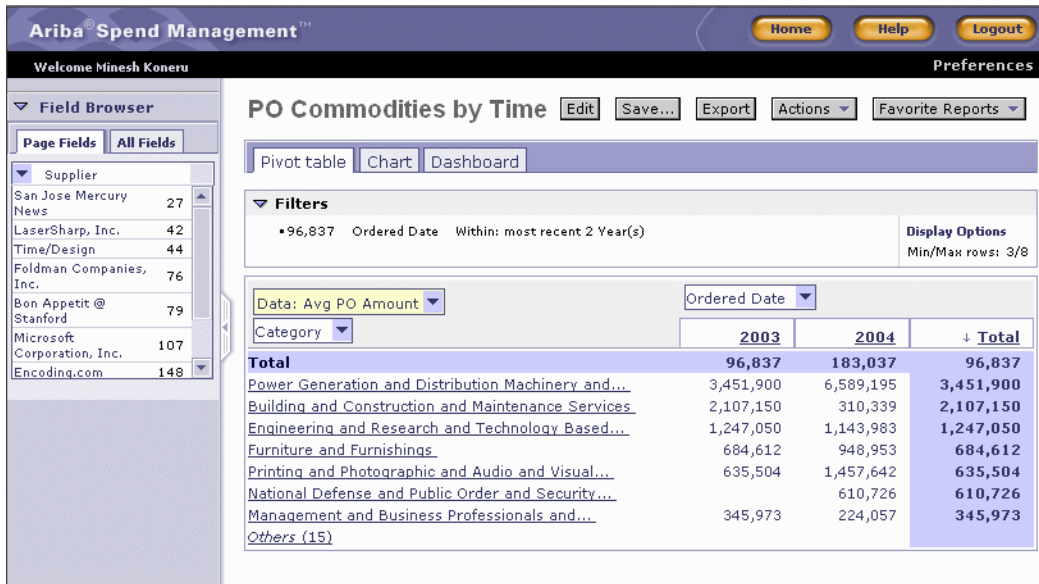 Ariba® Spend Management™
Home Help Logout
Welcome Minesh Koneru Preferences
Field Browser
Page Fields All Fields
Supplier
San Jose Mercury
News 27
LaserSharp, Inc. 42
Time/Design 44
Foldman Companies,
Inc. 76
Bon Appetit @
Stanford 79
Microsoft
Corporation, Inc. 107
Encoding.com 148
PO Commodities by Time Edit Save... Export Actions Favorite Reports
Pivot table Chart Dashboard
Filters
▪96,837 Ordered Date Within: most recent 2 Year(s)
Display Options
Min/Max rows: 3/8
Data: Avg PO Amount Ordered Date
Category 2003 2004 ↓ Total
Total 96,837 183,037 96,837
Power Generation and Distribution Machinery and... 3,451,900 6,589,195 3,451,900
Building and Construction and Maintenance Services 2,107,150 310,339 2,107,150
Engineering and Research and Technology Based... 1,247,050 1,143,983 1,247,050
Furniture and Furnishings 684,612 948,953 684,612
Printing and Photographic and Audio and Visual... 635,504 1,457,642 635,504
National Defense and Public Order and Security... 610,726 610,726
Management and Business Professionals and... 345,973 224,057 345,973
Others (15)